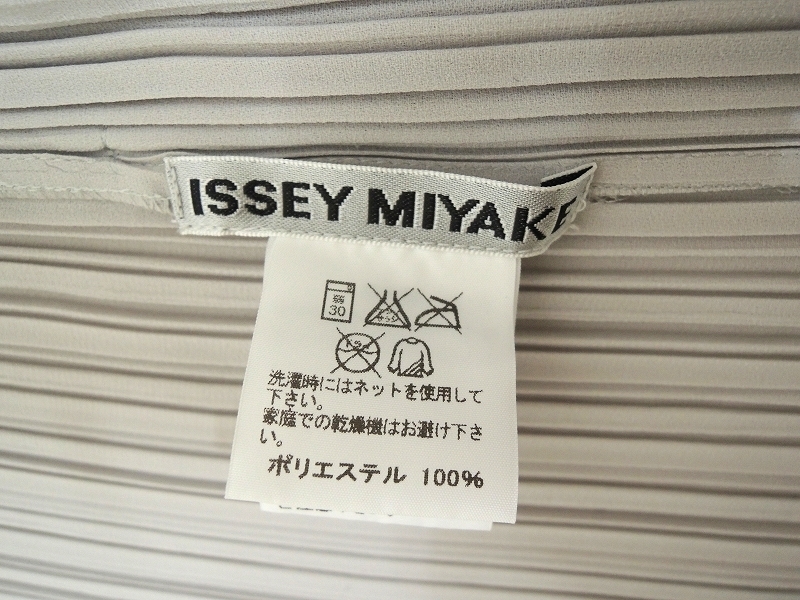 ISSEY MIYAKE
弱
30
洗濯時にはネットを使用して
下さい。
家庭での乾燥機はお避け下さ
い。
ポリエステル 100%